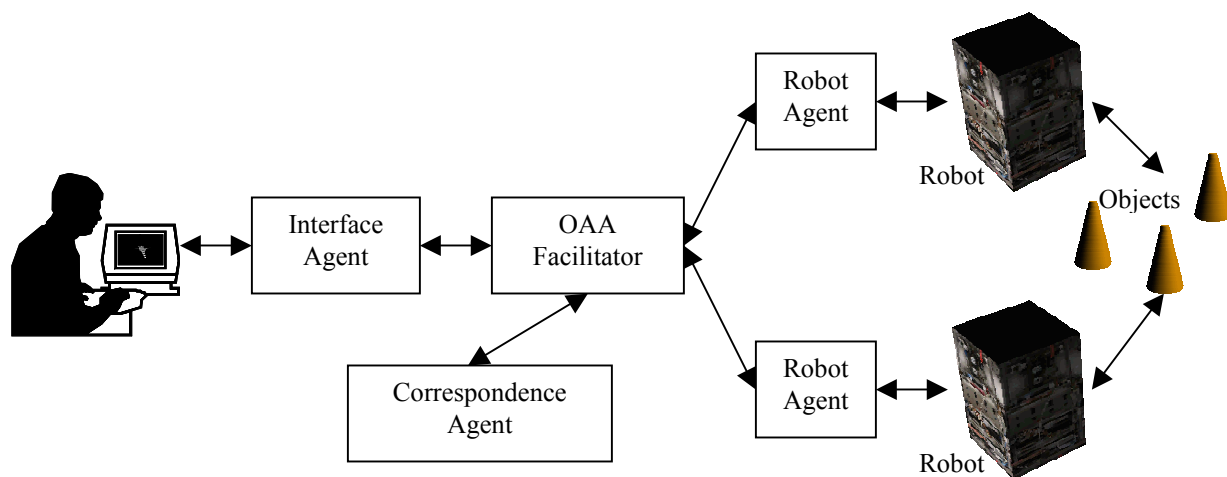 Robot
Agent
Robot
Objects
Interface
Agent
OAA
Facilitator
Correspondence
Agent
Robot
Agent
Robot